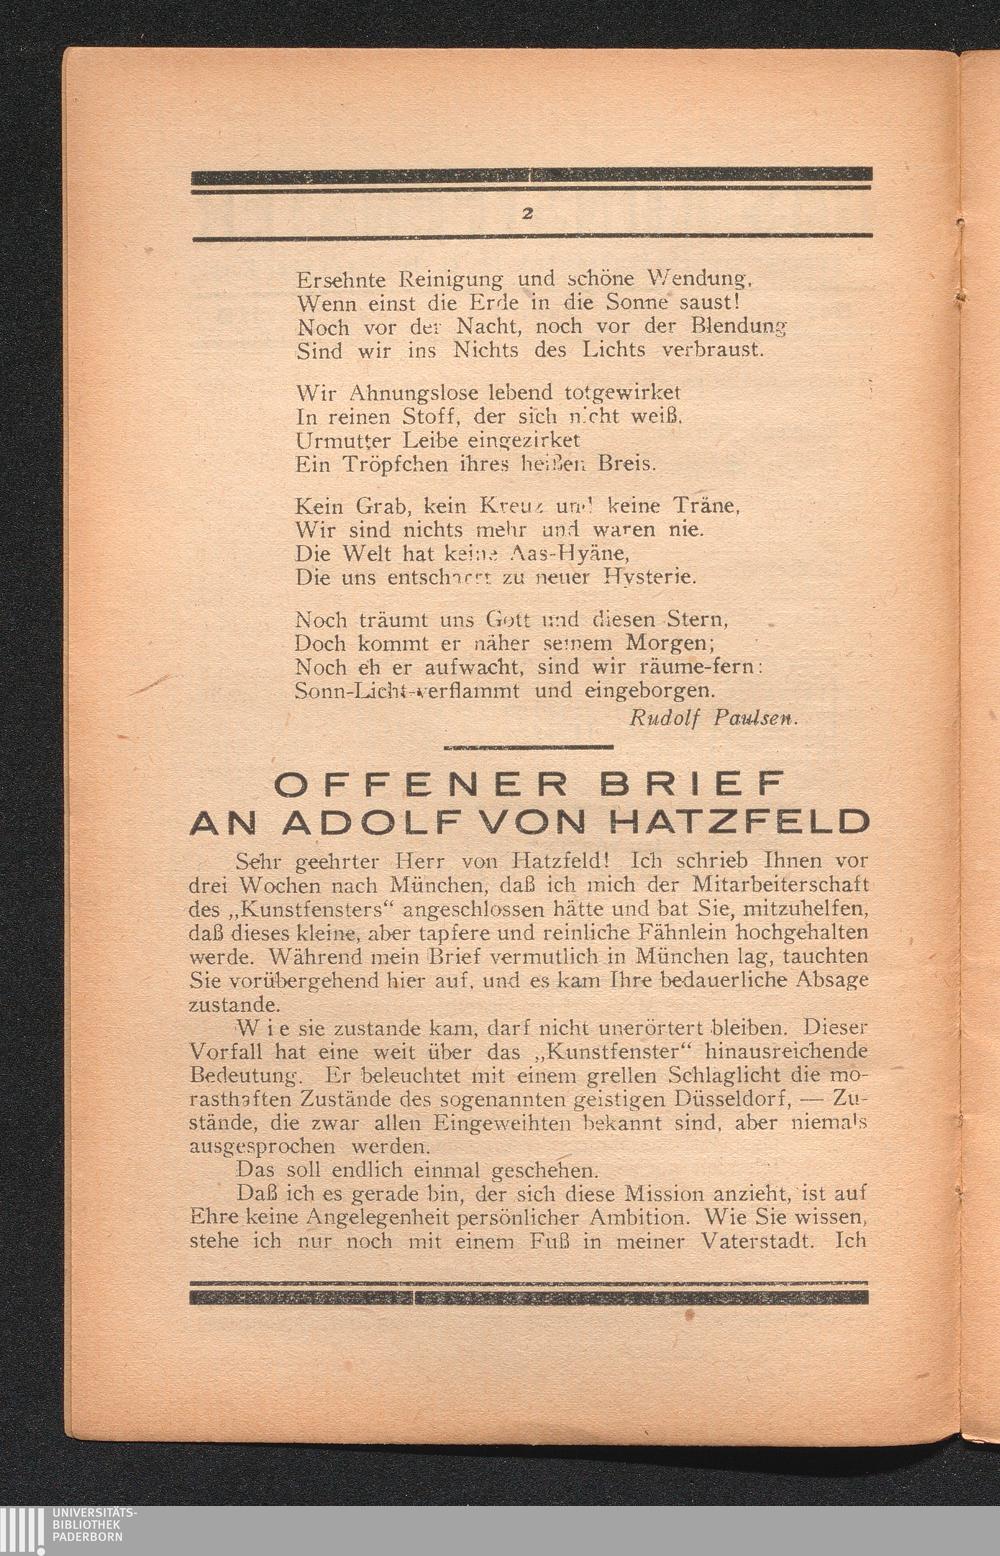 2
Ersehnte Reinigung und schöne Wendung,
Wenn einst die Erde in die Sonne saust!
Noch vor der Nacht, noch vor der Blendung
Sind wir ins Nichts des Lichts verbraust.
Wir Ahnungslose lebend totgewirket
In reinen Stoff, der sich nicht weiß,
Urmutter Leibe eingezirket
Ein Tröpfchen ihres heißen Breis.
Kein Grab, kein Kreuz und keine Träne,
Wir sind nichts mehr und waren nie.
Die Welt hat keine Aas-Hyäne,
Die uns entscharrt zu neuer Hysterie.
Noch träumt uns Gott und diesen Stern,
Doch kommt er näher seinem Morgen;
Noch eh er aufwacht, sind wir räume-fern:
Sonn-Licht-verflammt und eingeborgen.
Rudolf Paulsen.
OFFENER BRIEF
AN ADOLF VON HATZFELD
Sehr geehrter Herr von Hatzfeld! Ich schrieb Ihnen vor
drei Wochen nach München, daß ich mich der Mitarbeiterschaft
des „Kunstfensters“ angeschlossen hätte und bat Sie, mitzuhelfen,
daß dieses kleine, aber tapfere und reinliche Fähnlein hochgehalten
werde. Während mein Brief vermutlich in München lag, tauchten
Sie vorübergehend hier auf, und es kam Ihre bedauerliche Absage
zustande.
W i e sie zustande kam, darf nicht unerörtert bleiben. Dieser
Vorfall hat eine weit über das „Kunstfenster“ hinausreichende
Bedeutung. Er beleuchtet mit einem grellen Schlaglicht die mo-
rasthaften Zustände des sogenannten geistigen Düsseldorf, — Zu-
stände, die zwar allen Eingeweihten bekannt sind, aber niemals
ausgesprochen werden.
Das soll endlich einmal geschehen.
Daß ich es gerade bin, der sich diese Mission anzieht, ist auf
Ehre keine Angelegenheit persönlicher Ambition. Wie Sie wissen,
stehe ich nur noch mit einem Fuß in meiner Vaterstadt. Ich
UNIVERSITÄTS-
BIBLIOTHEK
PADERBORN